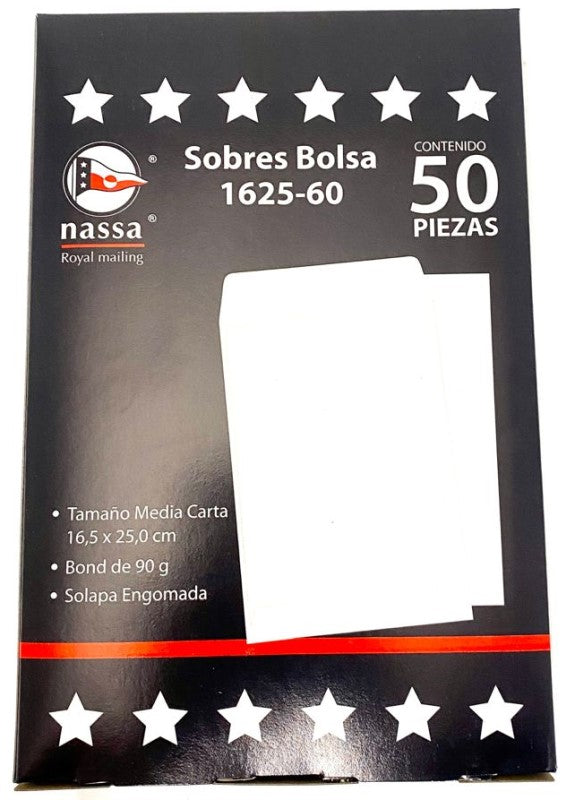 Sobres Bolsa
1625-60
CONTENIDO
50
PIEZAS
®
nassa®
Royal mailing
• Tamaño Media Carta
16,5 x 25,0 cm
• Bond de 90 g
• Solapa Engomada